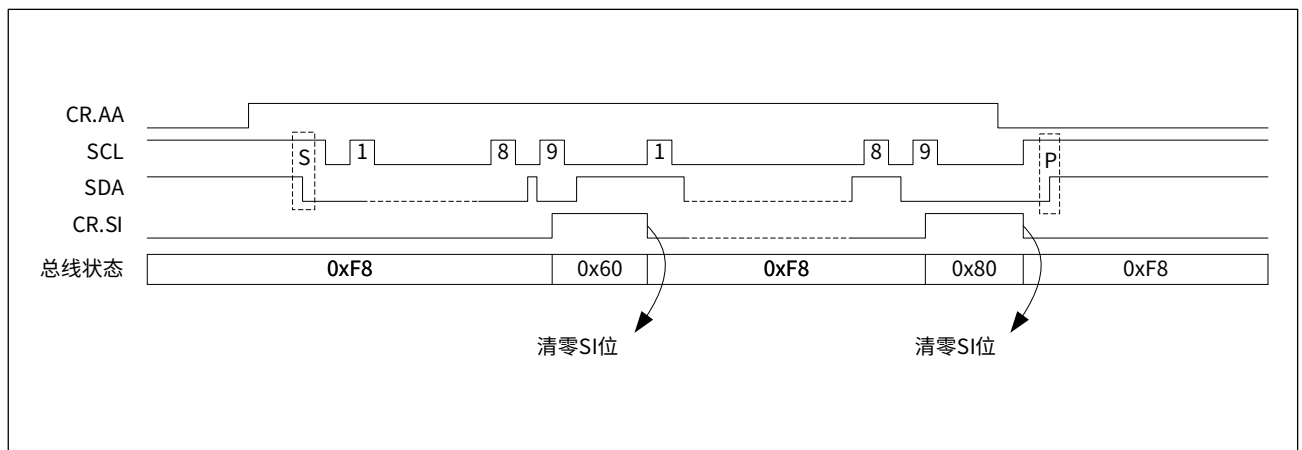 CR.AA
SCL S 1 8 9 1 8 9 P
SDA
CR.SI
总线状态 0xF8 0x60 0xF8 0x80 0xF8
清零SI位 清零SI位